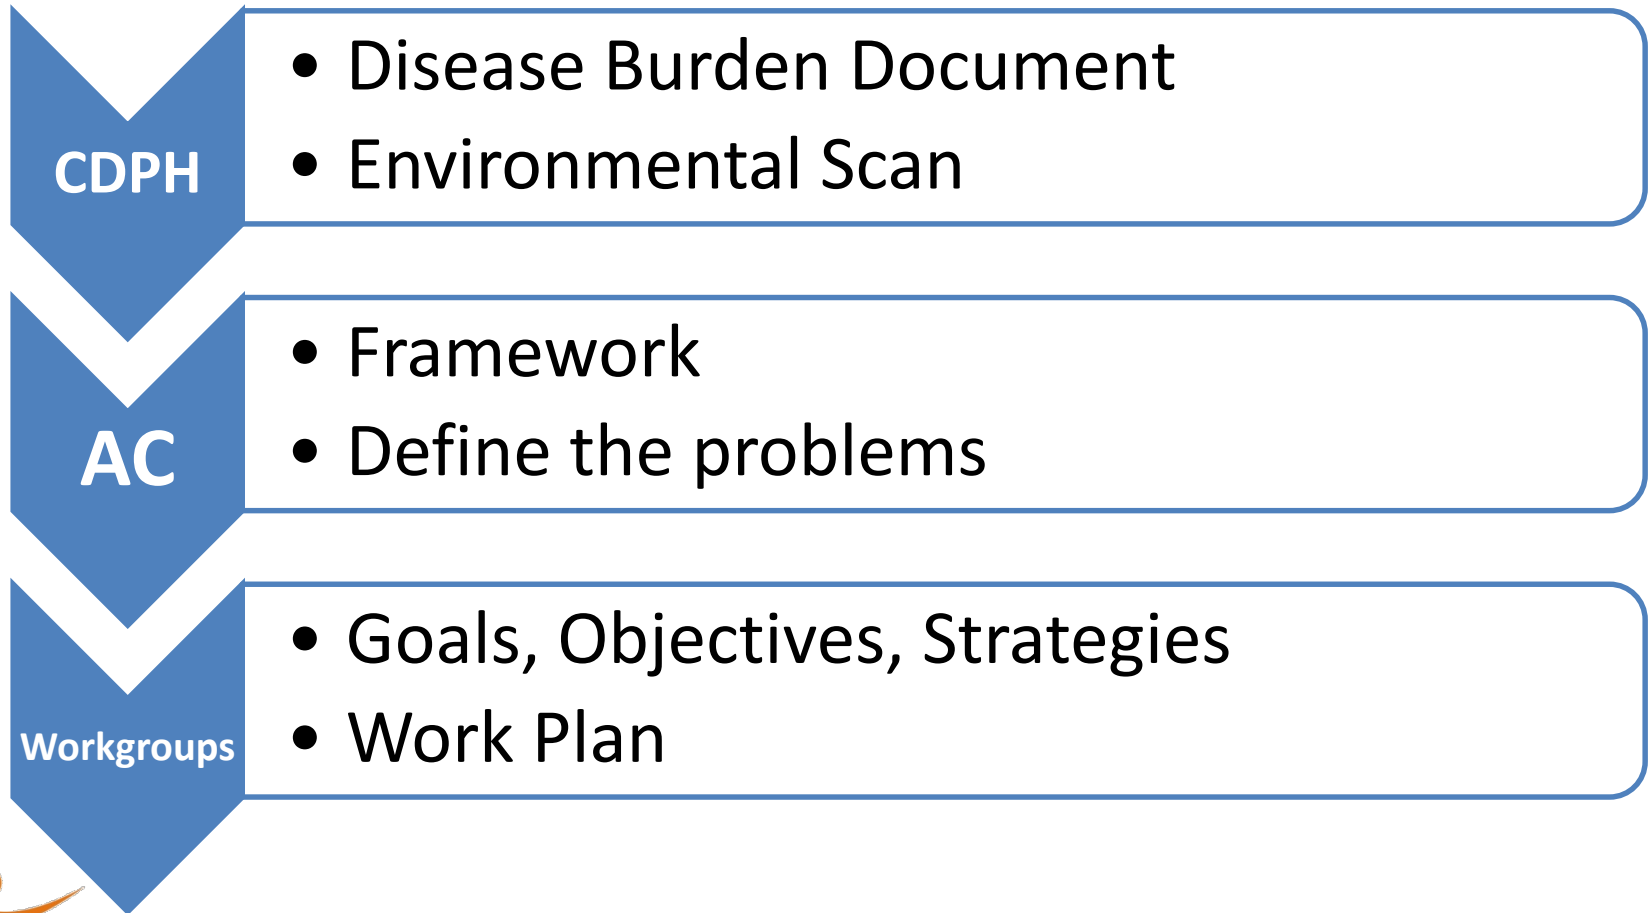 CDPH
• Disease Burden Document
• Environmental Scan
AC
• Framework
• Define the problems
Workgroups
• Goals, Objectives, Strategies
• Work Plan